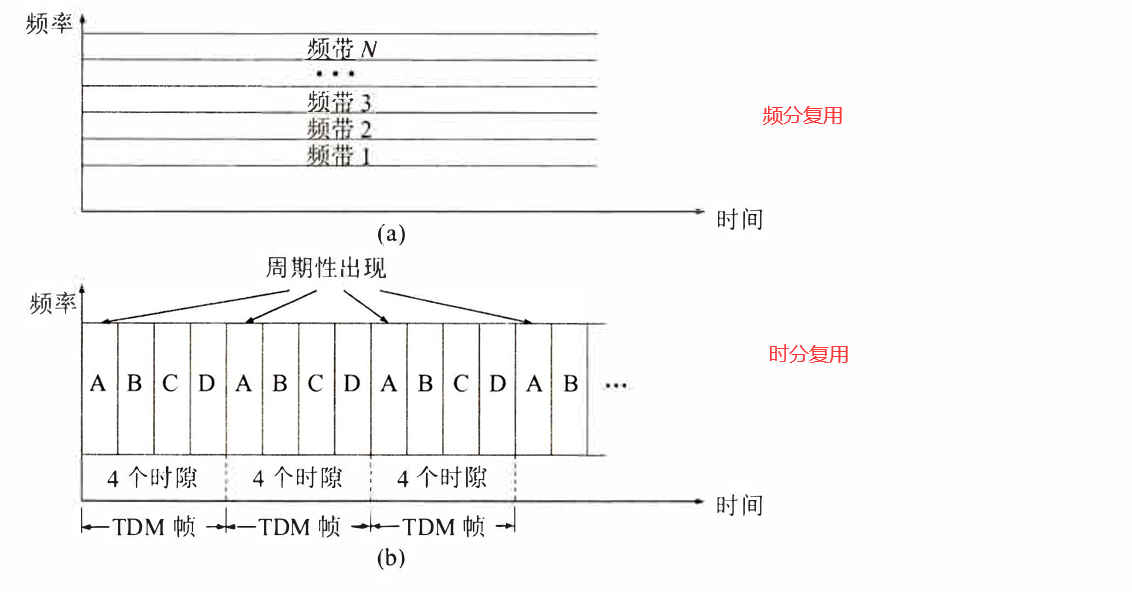 频率
频带 N
•••
频带 3
频分复用
频带 2
频带 1
时间
(a)
周期性出现
频率
时分复用
A B C D A B C D A B C D A B •••
4 个时隙 4 个时隙 4 个时隙
时间
TDM 帧 TDM 帧 TDM 帧
(b)